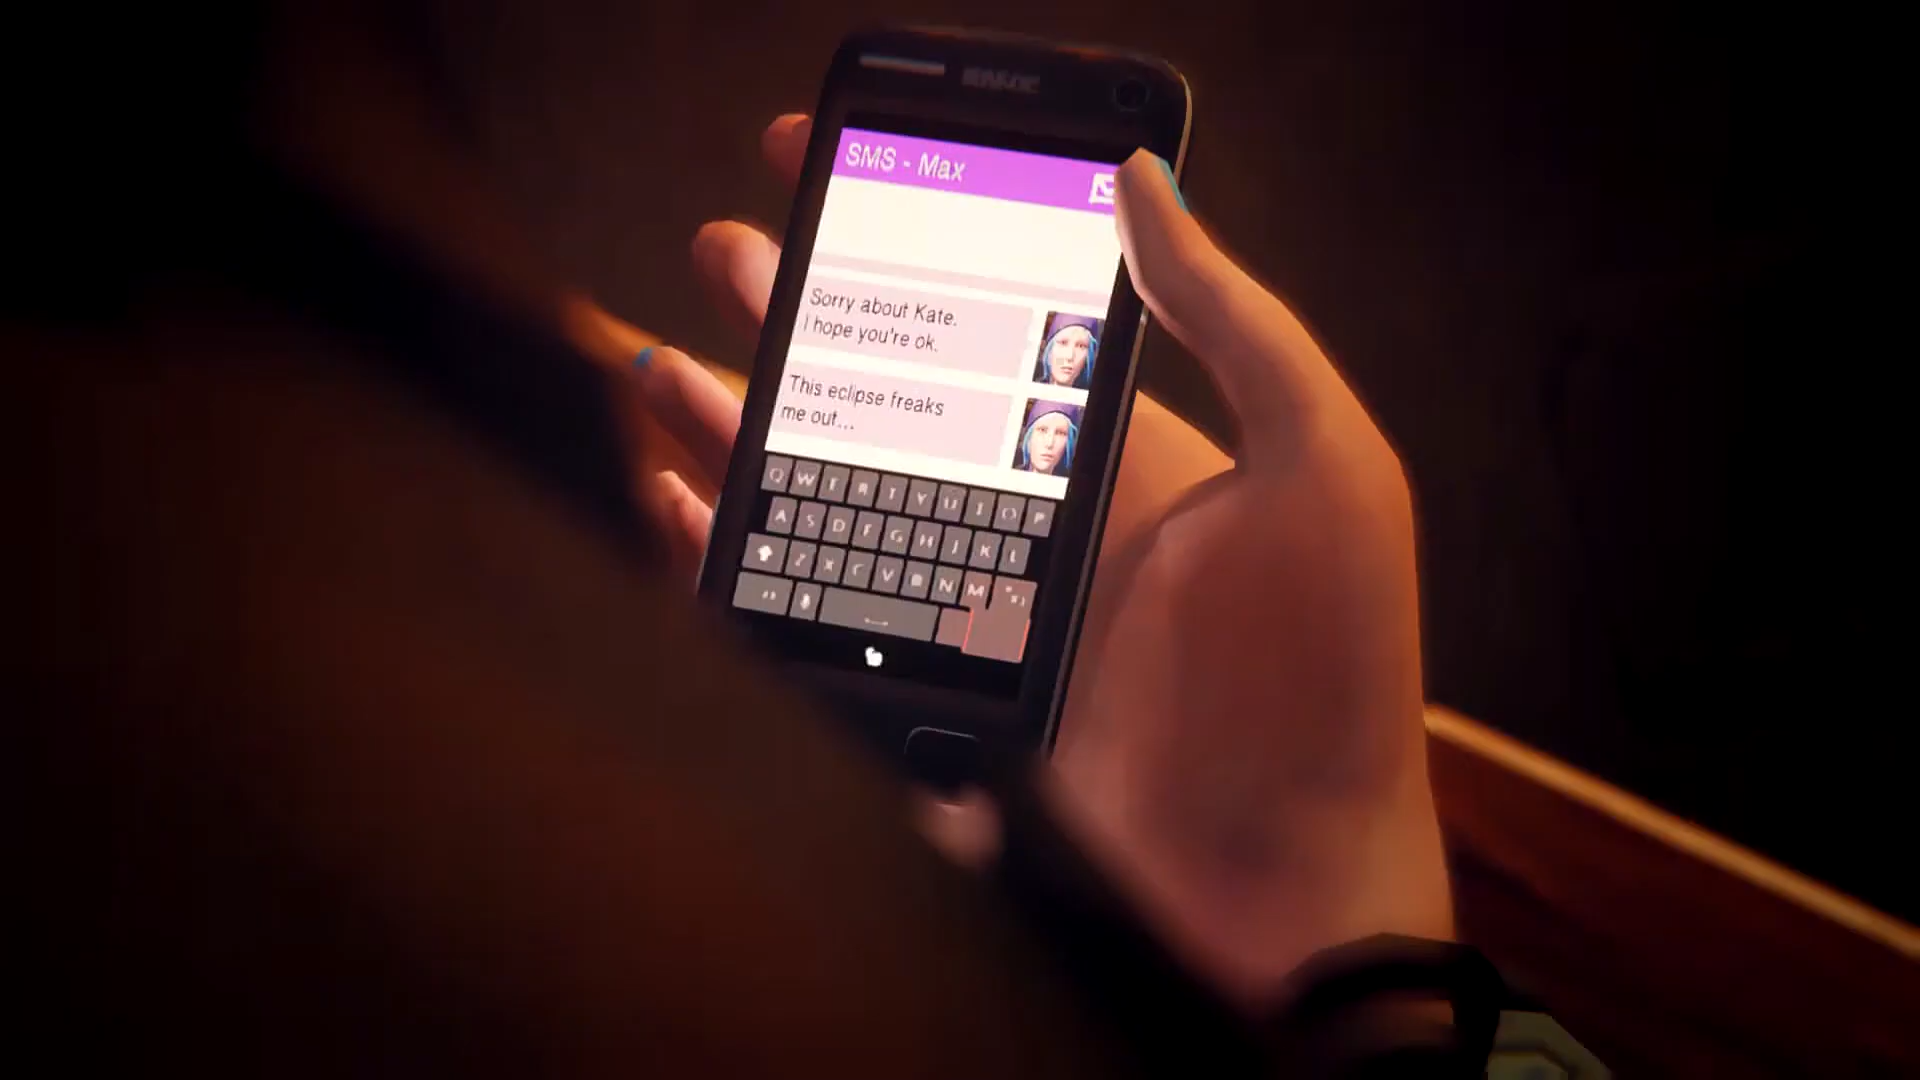 SMS - Max
Sorry about Kate.
I hope you're ok.
This eclipse freaks
me out...
Q W E R T Y U I O P
A S D F G H J K L
Z X C V B N M